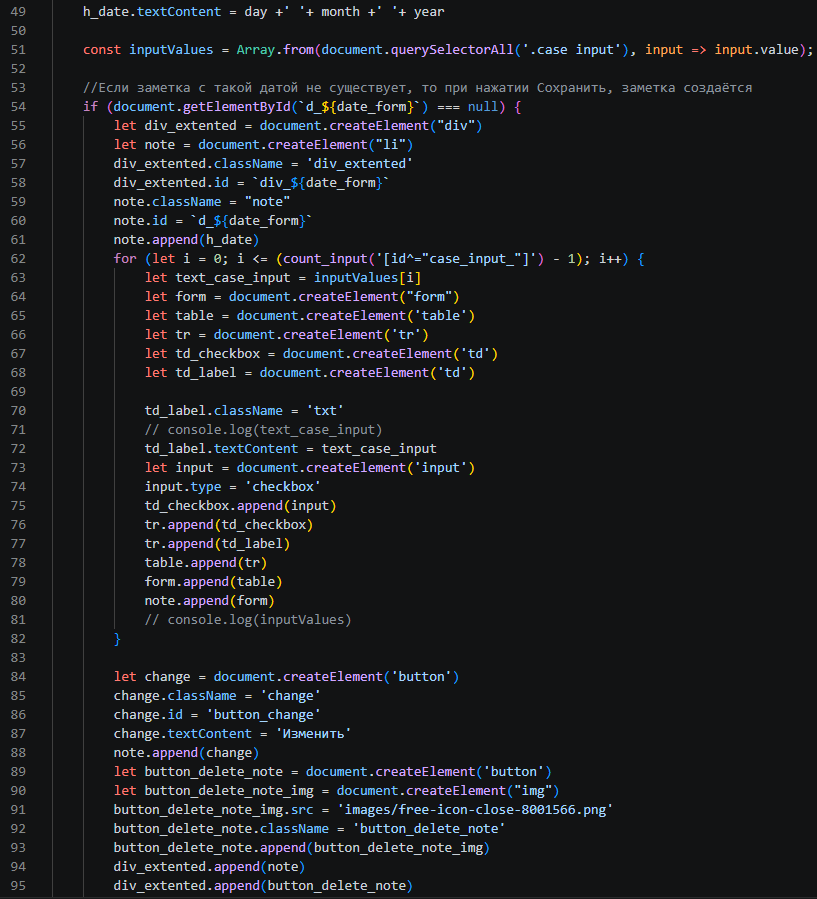 49 h_date.textContent = day +' '+ month +' '+ year
50
51 const inputValues = Array.from(document.querySelectorAll('.case input'), input => input.value);
52
53 //Если заметка с такой датой не существует, то при нажатии Сохранить, заметка создаётся
54 if (document.getElementById(`d_${date_form}`) === null) {
55 let div_extented = document.createElement("div")
56 let note = document.createElement("li")
57 div_extented.className = 'div_extented'
58 div_extented.id = `div_${date_form}`
59 note.className = "note"
60 note.id = `d_${date_form}`
61 note.append(h_date)
62 for (let i = 0; i <= (count_input('[id^="case_input_"]') - 1); i++) {
63 let text_case_input = inputValues[i]
64 let form = document.createElement("form")
65 let table = document.createElement('table')
66 let tr = document.createElement('tr')
67 let td_checkbox = document.createElement('td')
68 let td_label = document.createElement('td')
69
70 td_label.className = 'txt'
71 // console.log(text_case_input)
72 td_label.textContent = text_case_input
73 let input = document.createElement('input')
74 input.type = 'checkbox'
75 td_checkbox.append(input)
76 tr.append(td_checkbox)
77 tr.append(td_label)
78 table.append(tr)
79 form.append(table)
80 note.append(form)
81 // console.log(inputValues)
82 }
83
84 let change = document.createElement('button')
85 change.className = 'change'
86 change.id = 'button_change'
87 change.textContent = 'Изменить'
88 note.append(change)
89 let button_delete_note = document.createElement('button')
90 let button_delete_note_img = document.createElement("img")
91 button_delete_note_img.src = 'images/free-icon-close-8001566.png'
92 button_delete_note.className = 'button_delete_note'
93 button_delete_note.append(button_delete_note_img)
94 div_extented.append(note)
95 div_extented.append(button_delete_note)